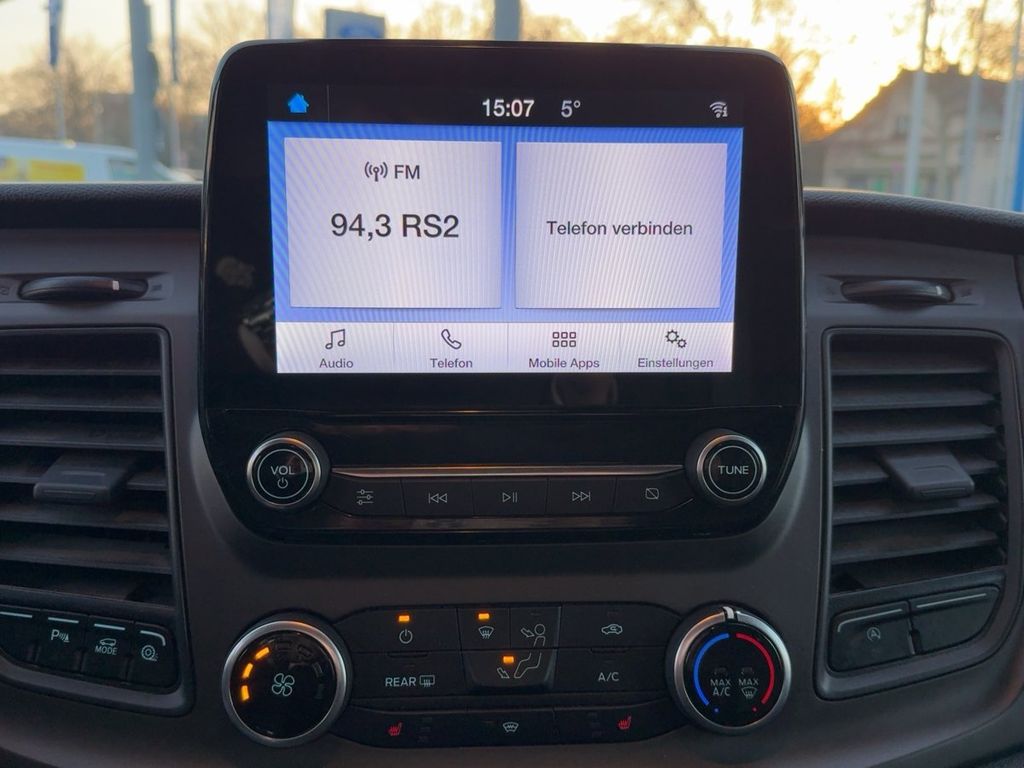 15:07 5°
FM
94,3 RS2
Telefon verbinden
Audio
Telefon
Mobile Apps
Einstellungen
VOL
TUNE
P
MODE
A
REAR
A/C
MAX
A/C
MAX